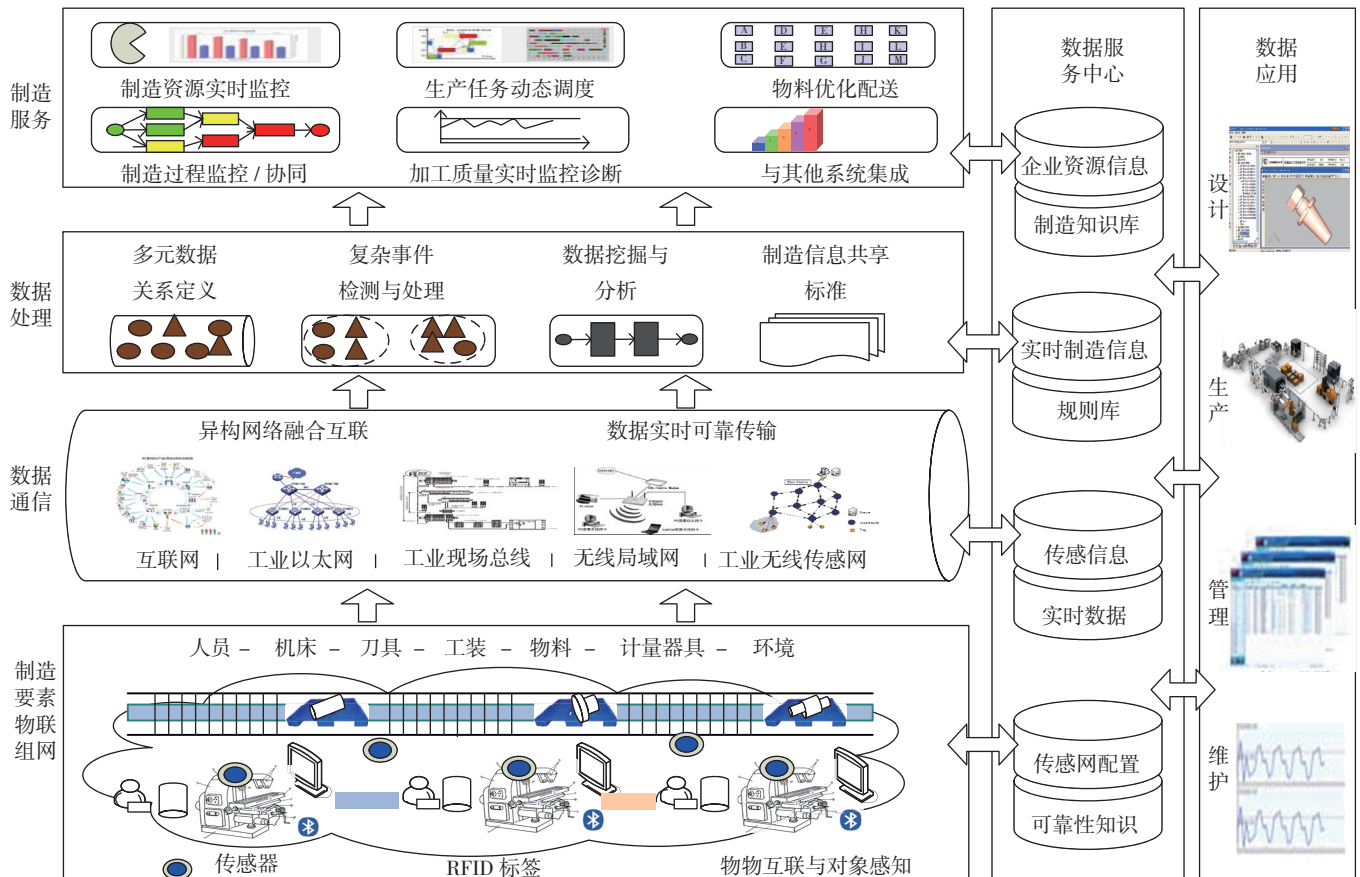 制造
服务
A D E H K
B E H I L
C F G J M
制造资源实时监控
生产任务动态调度
物料优化配送
制造过程监控 / 协同
加工质量实时监控诊断
与其他系统集成
数据
处理
多元数据
关系定义
复杂事件
检测与处理
数据挖掘与
分析
制造信息共享
标准
数据
通信
异构网络融合互联
数据实时可靠传输
互联网 | 工业以太网 | 工业现场总线 | 无线局域网 | 工业无线传感网
制造
要素
物联
组网
人员 – 机床 – 刀具 – 工装 – 物料 – 计量器具 – 环境
传感器
RFID 标签
物物互联与对象感知
数据服
务中心
企业资源信息
制造知识库
实时制造信息
规则库
传感信息
实时数据
传感网配置
可靠性知识
数据
应用
设
计
生
产
管
理
维
护